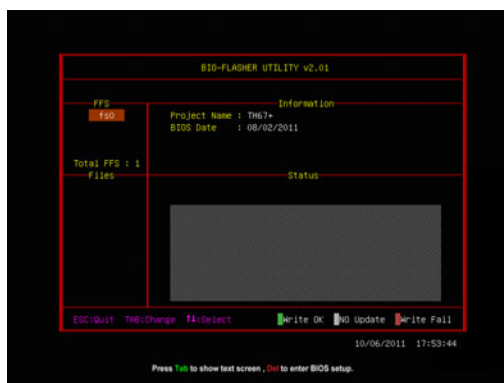 BIO-FLASHER UTILITY v2.01
FFS
Information
fs0
Project Name : TH67+
BIOS Date : 08/02/2011
Total FFS : 1
Files
Status
ESC:Quit TAB:Change ↑↓:Select Write OK NO Update Write Fail
10/06/2011 17:53:44
Press Tab to show text screen , Del to enter BIOS setup.